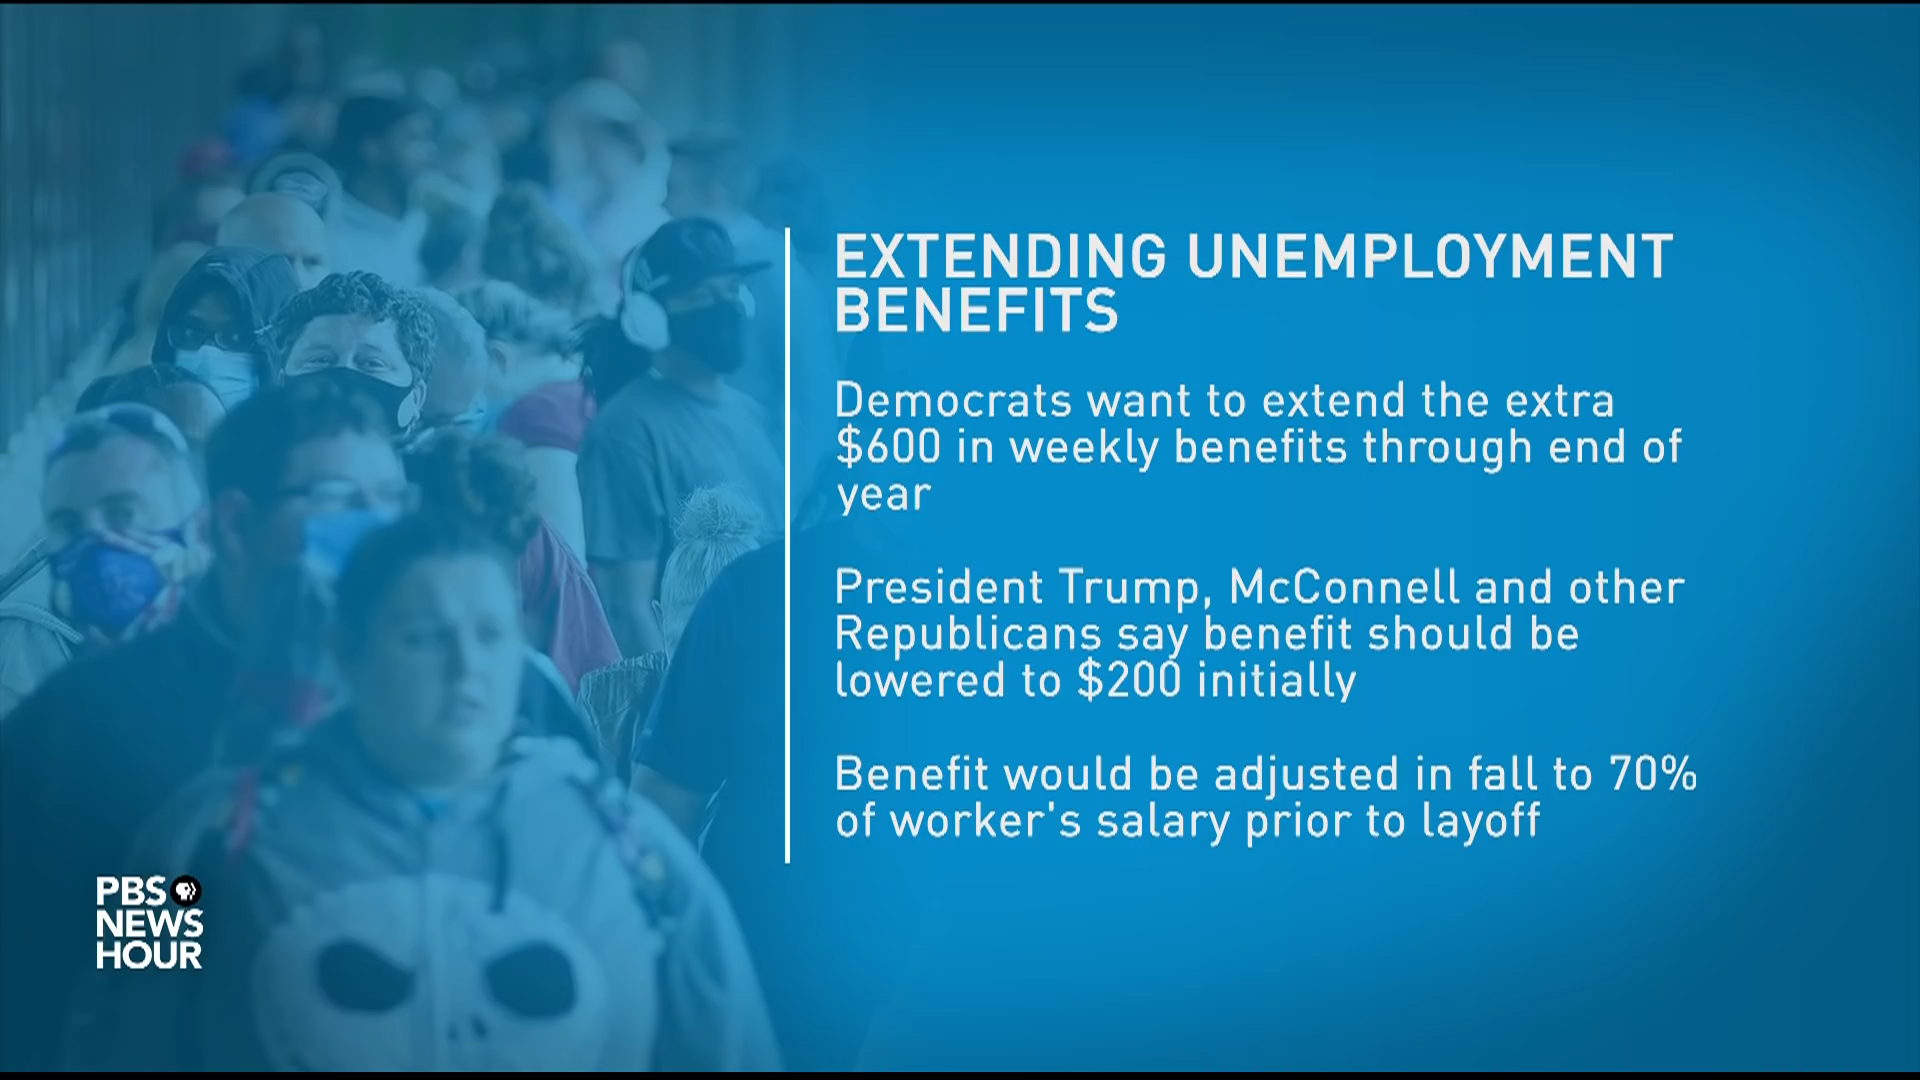 EXTENDING UNEMPLOYMENT
BENEFITS
Democrats want to extend the extra
$600 in weekly benefits through end of
year
President Trump, McConnell and other
Republicans say benefit should be
lowered to $200 initially
Benefit would be adjusted in fall to 70%
of worker's salary prior to layoff
PBS
NEWS
HOUR